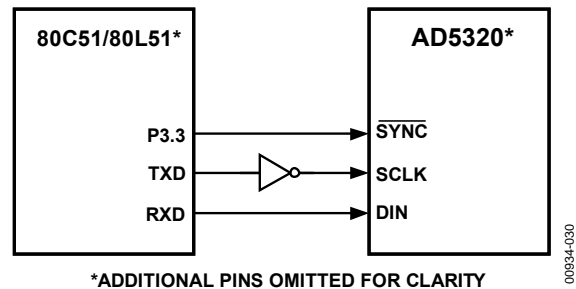 80C51/80L51*
AD5320*
P3.3
SYNC
TXD
SCLK
RXD
DIN
*ADDITIONAL PINS OMITTED FOR CLARITY
00934-030